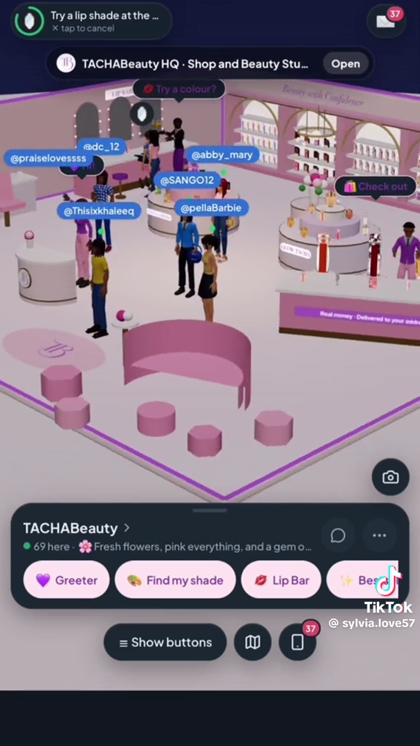 Try a lip shade at the ...
× tap to cancel
37
TACHABeauty HQ · Shop and Beauty Stu...
Open
💋 Try a colour?
Beauty with Confidence
@dc_12
@praiselovessss
@abby_mary
@SANGO12
🛍️ Check out
@Thisixkhaleeq
@pellaBarbie
Real money · Delivered to your
TB
TACHABeauty >
69 here · 🌸 Fresh flowers, pink everything, and a gem o...
💜 Greeter
🎨 Find my shade
💋 Lip Bar
✨ Bes
TikTok
@ sylvia.love57
≡ Show buttons
37